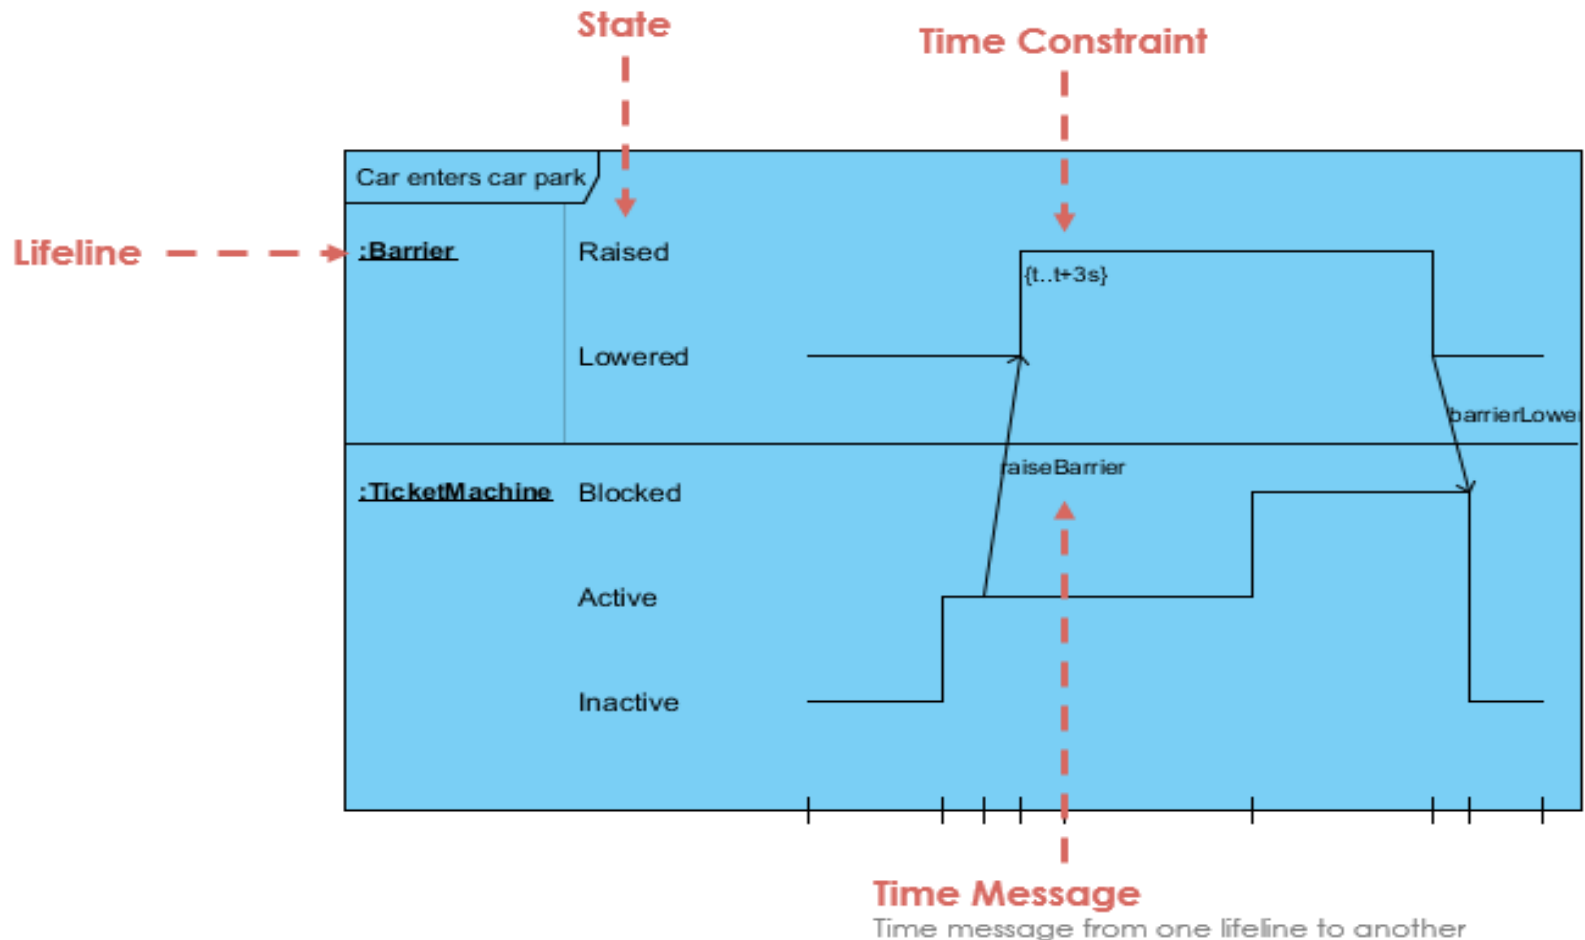 State
Time Constraint
Car enters car park
Lifeline
:Barrier
Raised
{t..t+3s}
Lowered
raiseBarrier
:TicketMachine
Blocked
Active
Inactive
Time Message
Time message from one lifeline to another